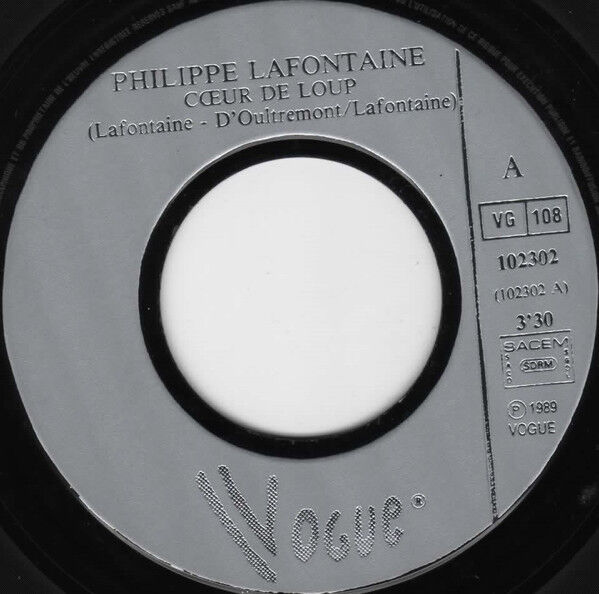 PHILIPPE LAFONTAINE
CŒUR DE LOUP
(Lafontaine - D'Oultremont/Lafontaine)
A
VG 108
102302
(102302 A)
3'30
SACEM
SDRM
Ⓟ 1989
VOGUE
VOGUE®